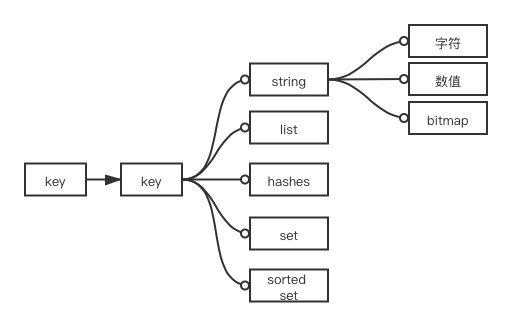 key
key
string
字符
数值
bitmap
list
hashes
set
sorted
set